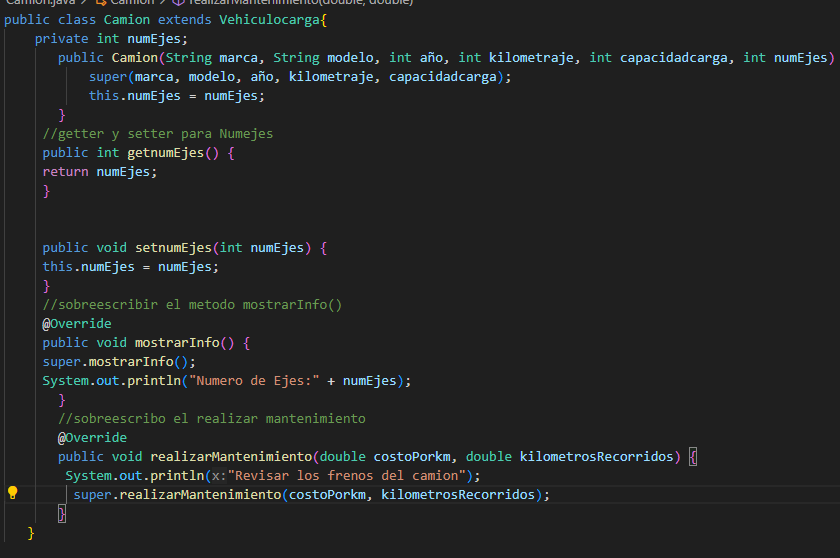 Camion.java > Camion > realizarMantenimiento(double, double)
public class Camion extends Vehiculocarga{
private int numEjes;
public Camion(String marca, String modelo, int año, int kilometraje, int capacidadcarga, int numEjes)
super(marca, modelo, año, kilometraje, capacidadcarga);
this.numEjes = numEjes;
}
//getter y setter para Numejes
public int getnumEjes() {
return numEjes;
}
public void setnumEjes(int numEjes) {
this.numEjes = numEjes;
}
//sobreescribir el metodo mostrarInfo()
@Override
public void mostrarInfo() {
super.mostrarInfo();
System.out.println("Numero de Ejes:" + numEjes);
}
//sobreescribo el realizar mantenimiento
@Override
public void realizarMantenimiento(double costoPorkm, double kilometrosRecorridos) {
System.out.println(x:"Revisar los frenos del camion");
super.realizarMantenimiento(costoPorkm, kilometrosRecorridos);
}
}